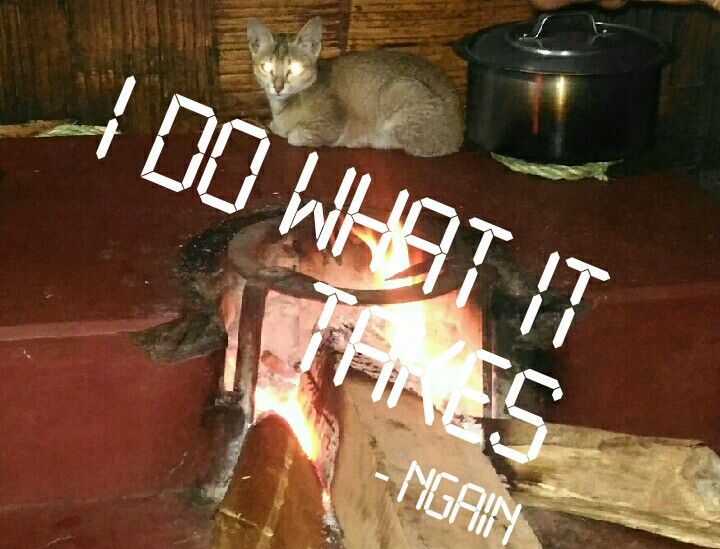 I DO WHAT IT
TAKES
- NGAIN